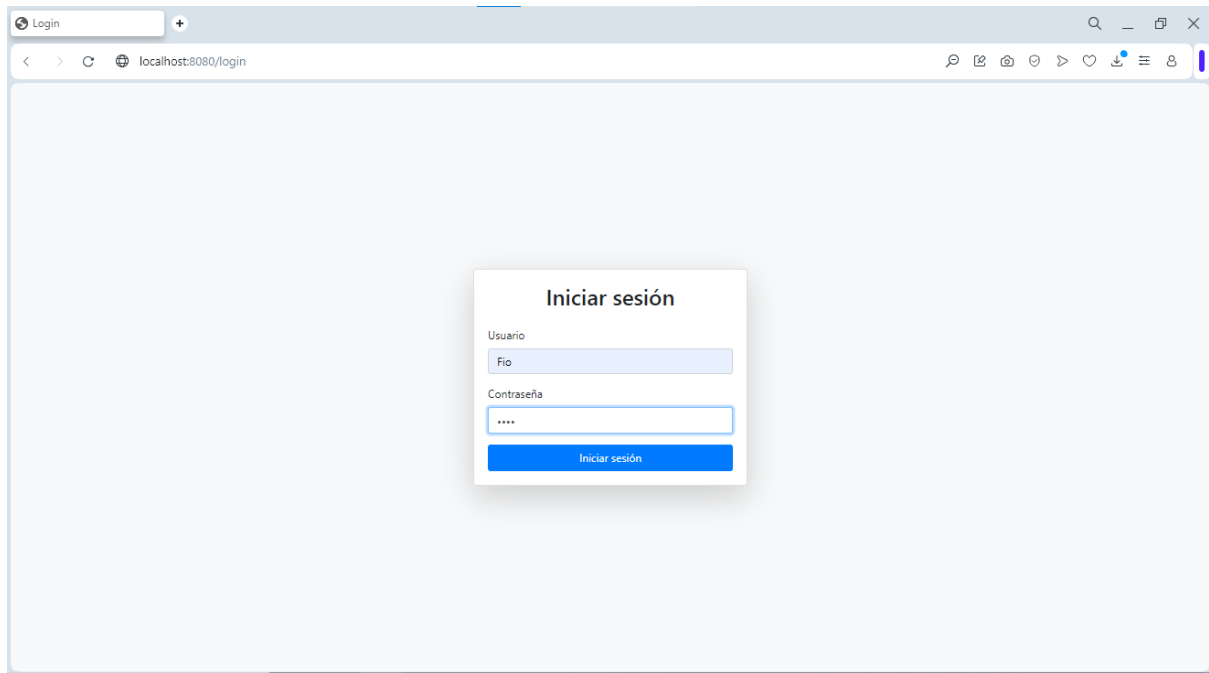 Login
localhost:8080/login
Iniciar sesión
Usuario
Fio
Contraseña
••••
Iniciar sesión